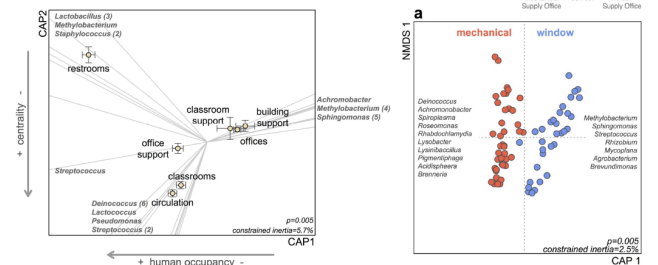 Supply Office
Supply Office
CAP2
Lactobacillus (3)
Methylobacterium
Staphylococcus (2)
restrooms
classroom
support
building
support
Achromobacter
Methylobacterium (4)
Sphingomonas (5)
offices
office
support
Streptococcus
classrooms
circulation
Deinococcus (6)
Lactococcus
Pseudomonas
Streptococcus (2)
p=0.005
constrained inertia=5.7%
CAP1
+ centrality -
+ human occupancy -
a
NMDS 1
mechanical
window
Deinococcus
Achromonobacter
Spiroplasma
Roseomonas
Rhabdochlamydia
Lysobacter
Lysinibacillus
Pigmentiphaga
Acidisphaera
Brenneria
Methylobacterium
Sphingomonas
Streptococcus
Rhizobium
Mycoplana
Agrobacterium
Brevundimonas
p=0.005
constrained inertia=2.5%
CAP 1